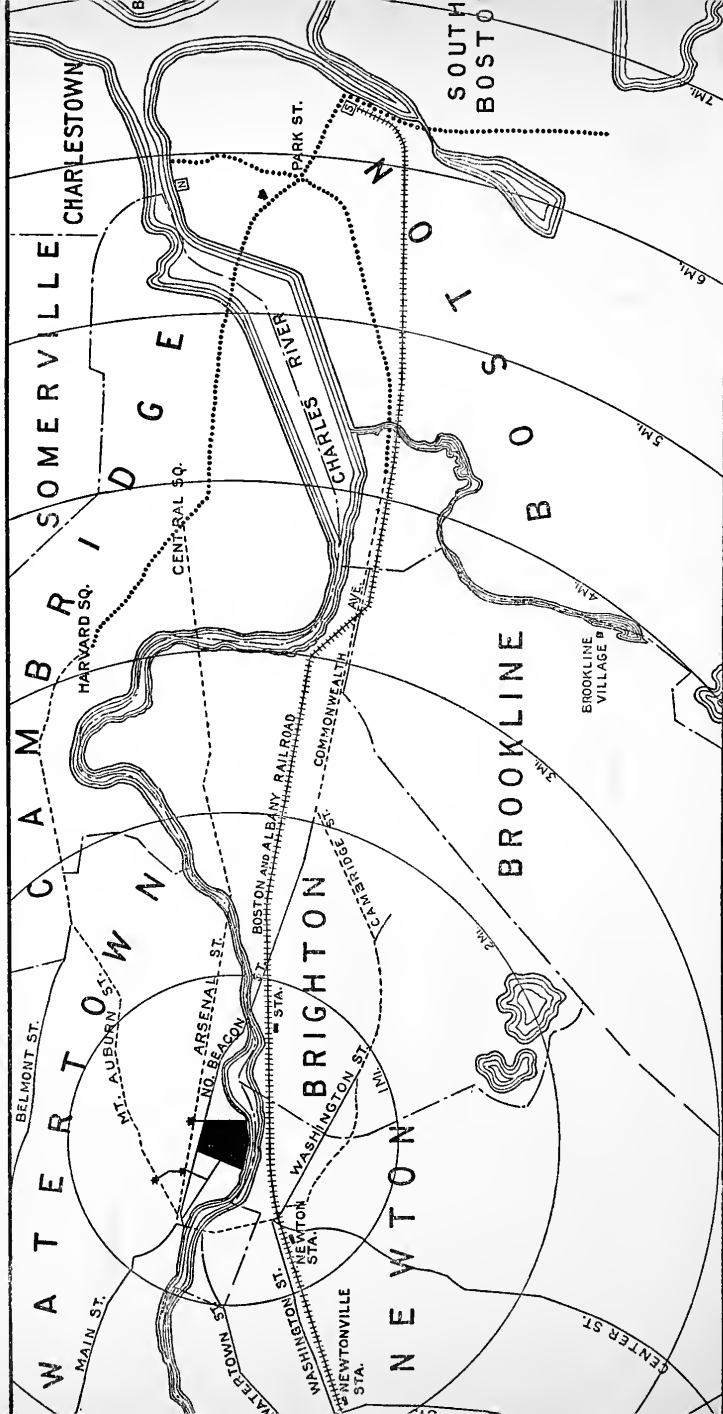 B
CHARLESTOWN
SOUTH
BOSTO
7 MI.
PARK ST.
S
N
SOMERVILLE
CAMBRIDGE
BOSTON
6 MI.
CHARLES RIVER
5 MI.
CENTRAL SQ.
HARVARD SQ.
4 MI.
COMMONWEALTH AVE.
BROOKLINE
BROOKLINE
VILLAGE
BOSTON AND ALBANY RAILROAD
3 MI.
CAMBRIDGE ST.
2 MI.
WATERTOWN
BELMONT ST.
MT. AUBURN ST.
ARSENAL ST.
NO. BEACON ST.
STA.
BRIGHTON
WASHINGTON ST.
1 MI.
NEWTON
STA.
NEWTON
MAIN ST.
WATERTOWN ST.
WASHINGTON ST.
NEWTONVILLE
STA.
CENTER ST.